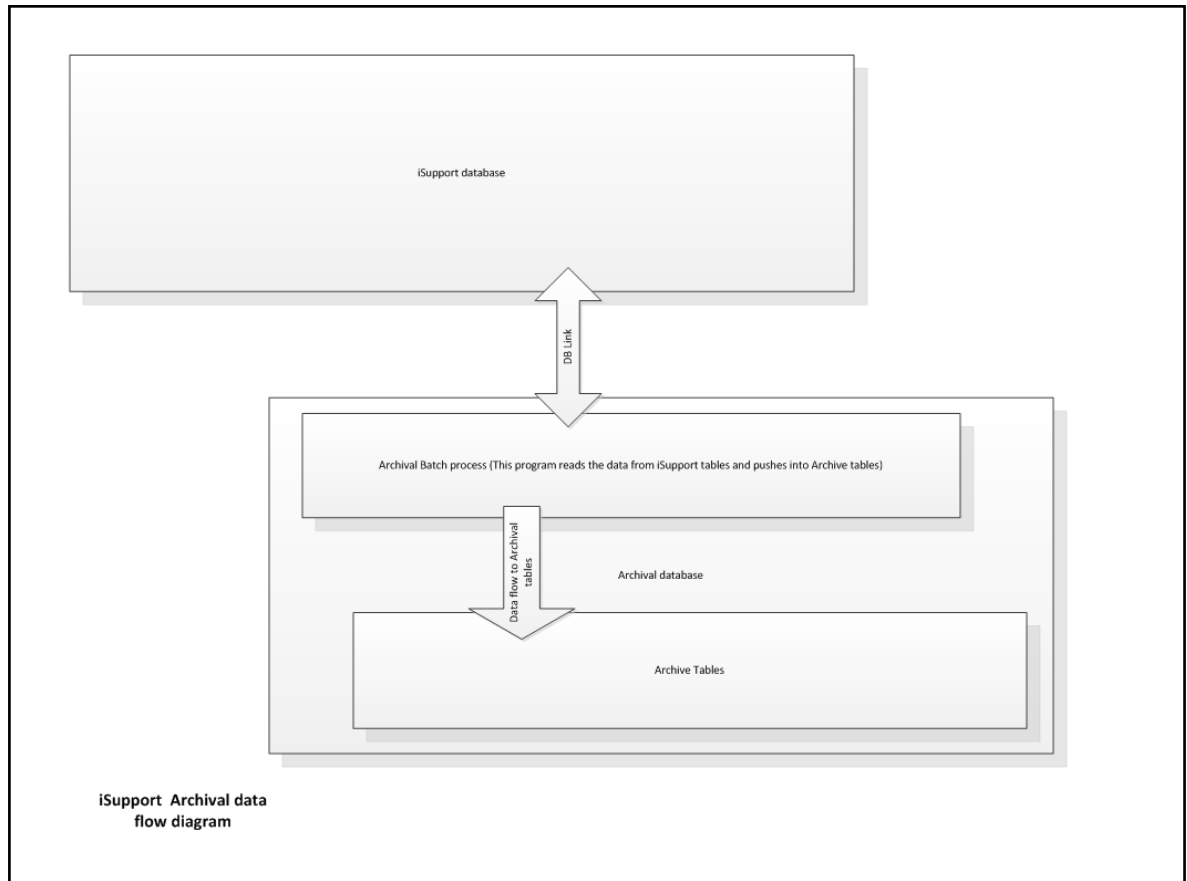 iSupport database
DB Link
Archival Batch process (This program reads the data from iSupport tables and pushes into Archive tables)
Data flow to Archival
tables
Archival database
Archive Tables
iSupport Archival data
flow diagram